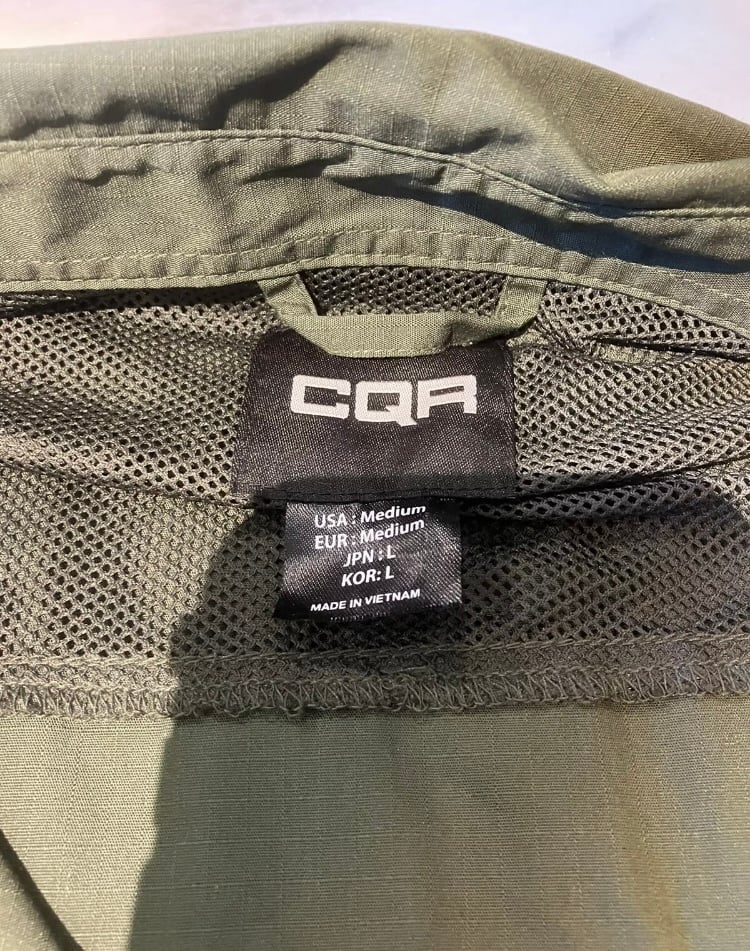 CQR
USA : Medium
EUR : Medium
JPN : L
KOR: L
MADE IN VIETNAM